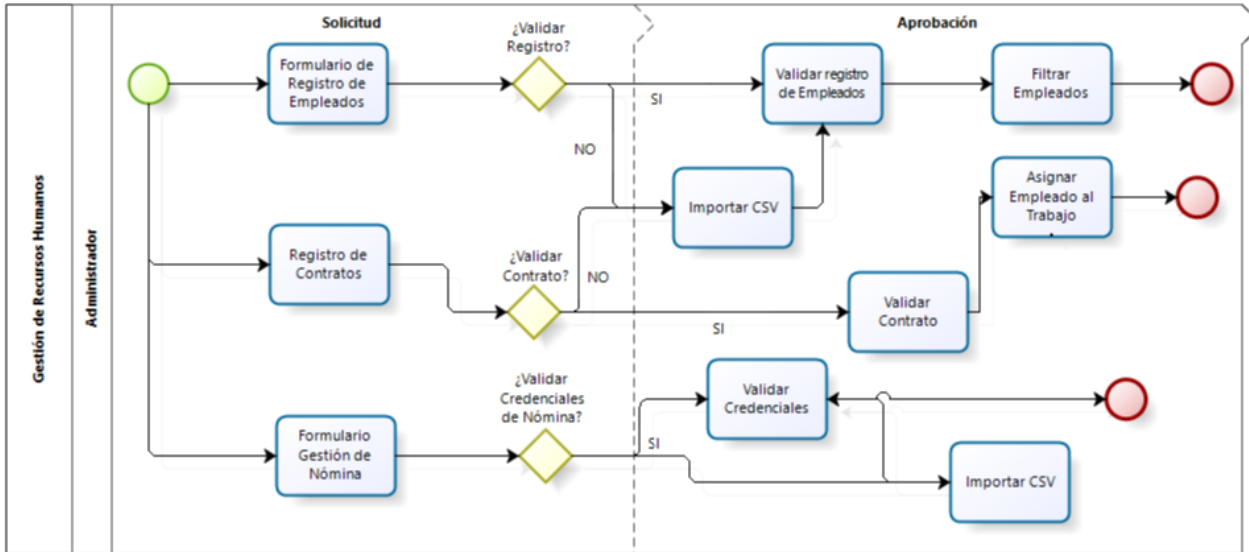 Gestión de Recursos Humanos
Administrador
Solicitud
Aprobación
Formulario de
Registro de
Empleados
¿Validar
Registro?
SI
NO
Validar registro
de Empleados
Filtrar
Empleados
Importar CSV
Asignar
Empleado al
Trabajo
Registro de
Contratos
¿Validar
Contrato?
NO
SI
Validar
Contrato
Formulario
Gestión de
Nómina
¿Validar
Credenciales
de Nómina?
SI
Validar
Credenciales
Importar CSV